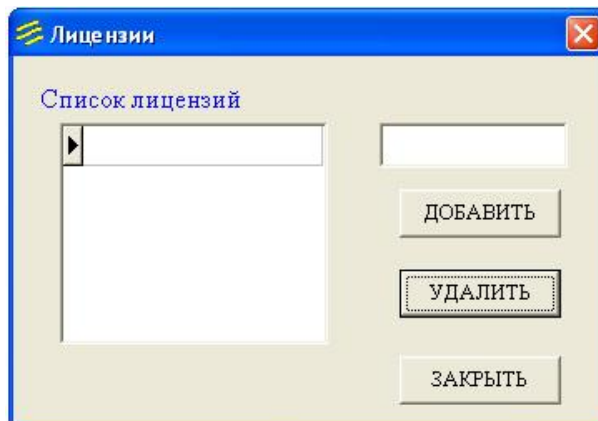 Лицензии
Список лицензий
ДОБАВИТЬ
УДАЛИТЬ
ЗАКРЫТЬ